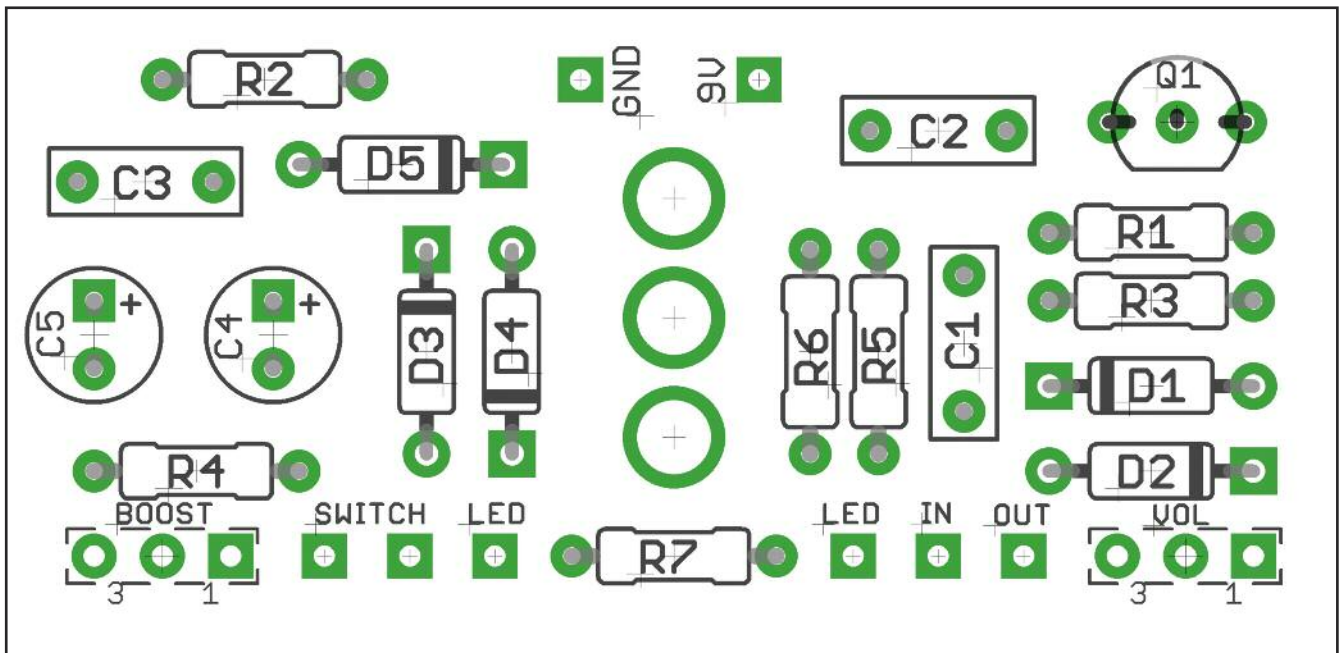 R2
GND
9V
C2
Q1
D5
C3
R1
R3
C5
+
C4
+
D3
D4
R6
R5
C1
D1
D2
R4
BOOST
SWITCH
LED
R7
LED
IN
OUT
VOL
3
1
3
1